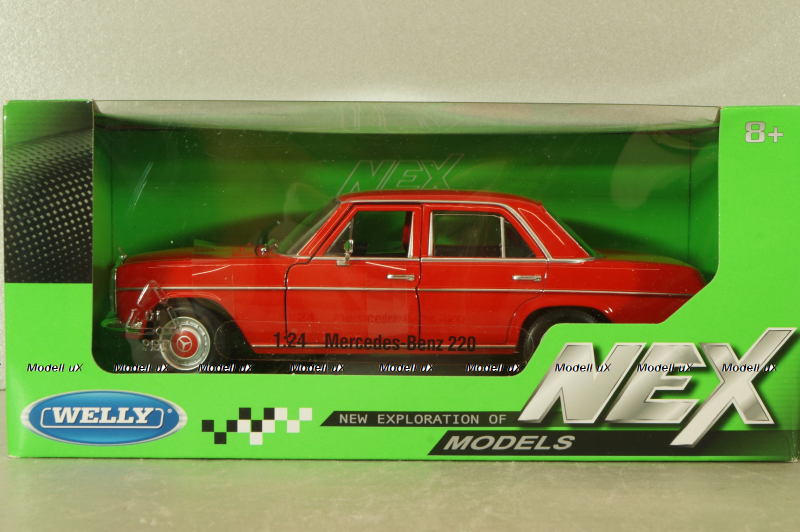 8+
NEX
1:24 Mercedes-Benz 220
Modell uX Modell uX Modell uX Modell uX Modell uX Modell uX Modell uX Modell uX Modell uX
WELLY
NEW EXPLORATION OF
NEX
MODELS